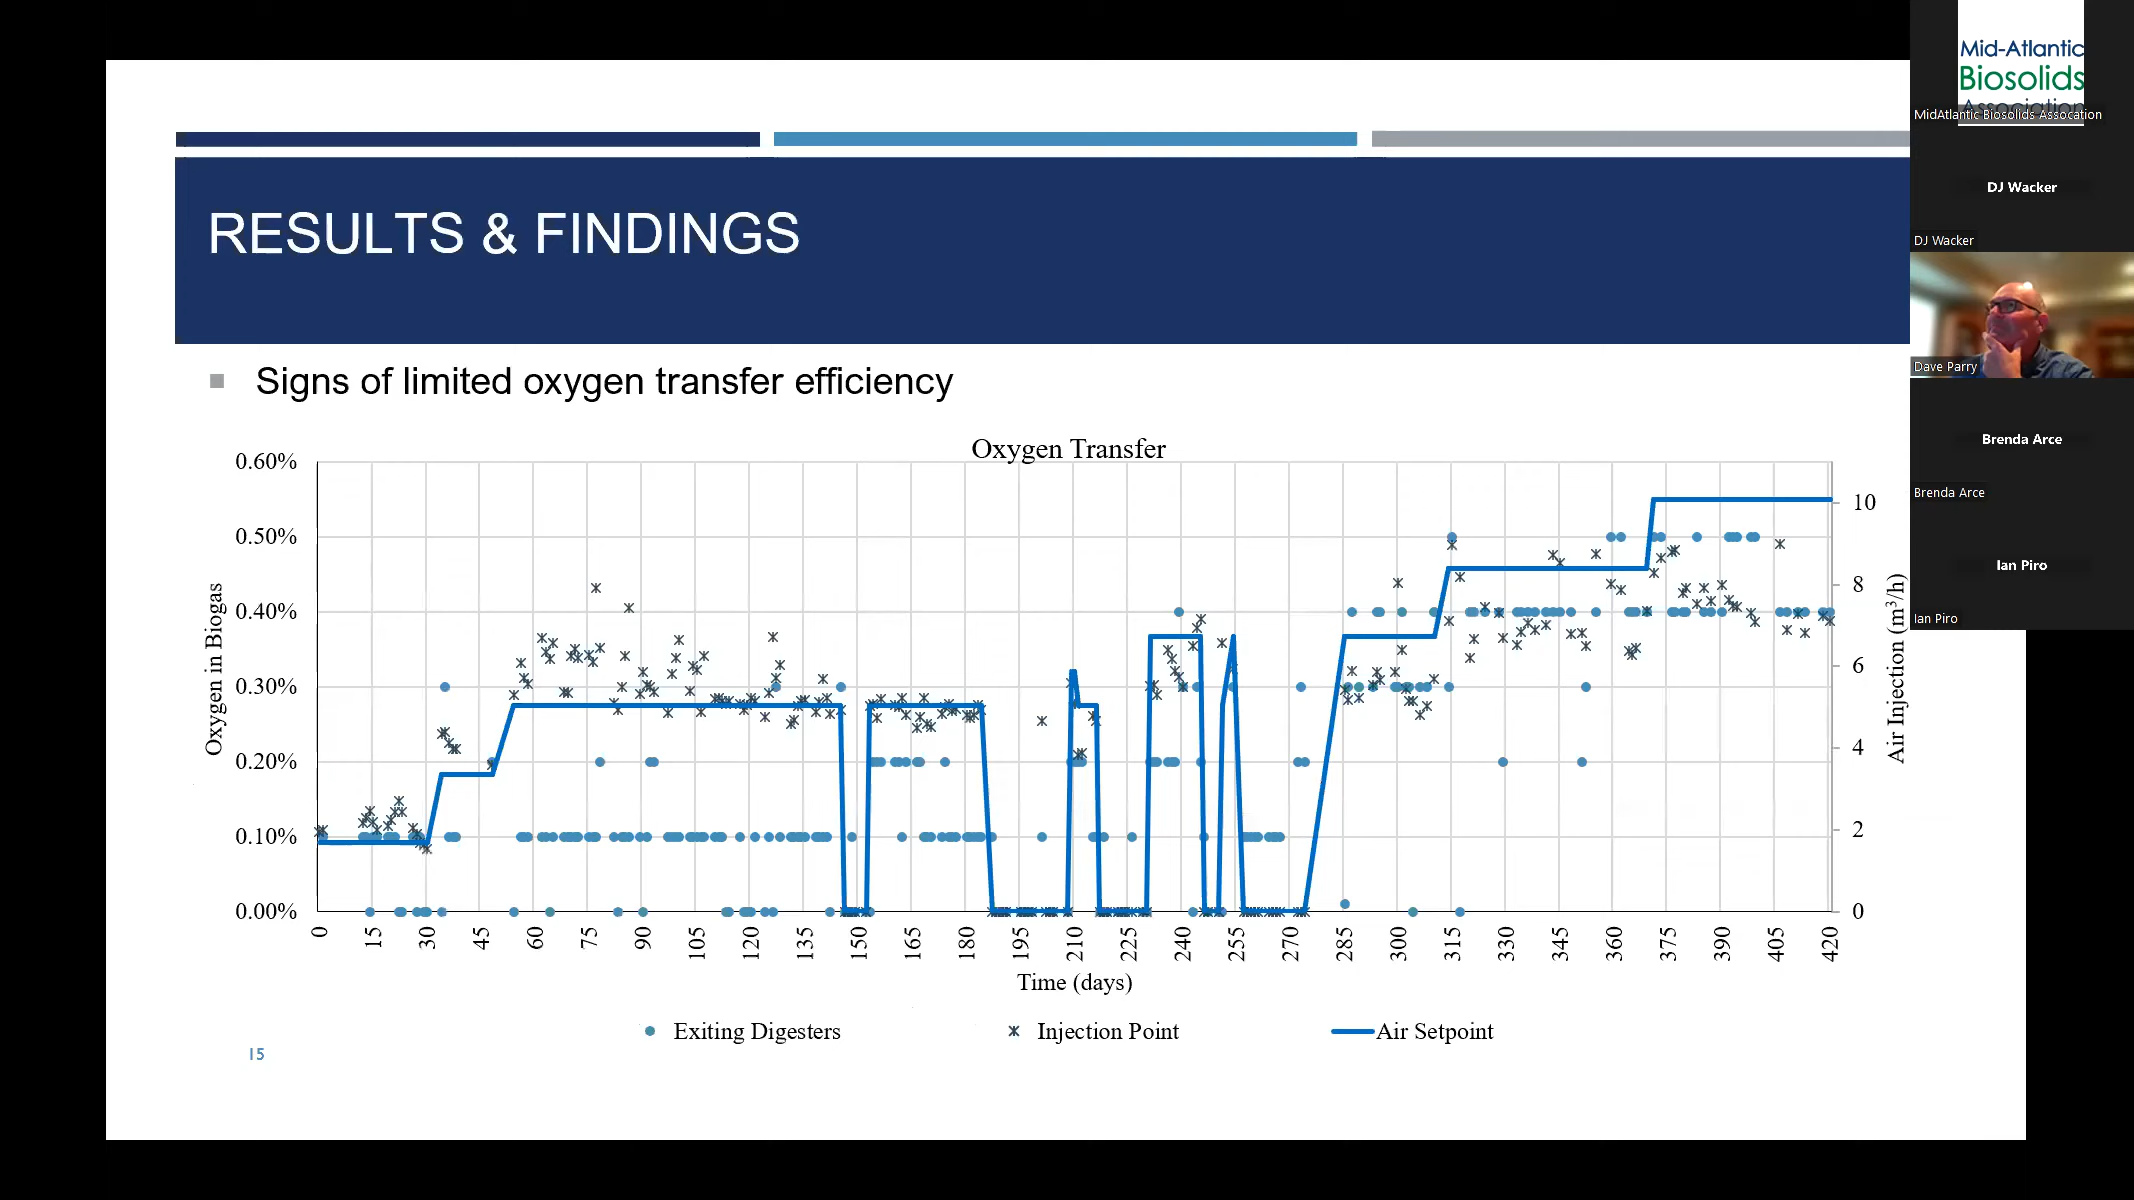 Mid-Atlantic
Biosolids
Association
MidAtlantic Biosolids Assocation
DJ Wacker
DJ Wacker
Dave Parry
Brenda Arce
Brenda Arce
Ian Piro
Ian Piro
RESULTS & FINDINGS
Signs of limited oxygen transfer efficiency
Oxygen Transfer
0.60%
0.50%
0.40%
0.30%
0.20%
0.10%
0.00%
Oxygen in Biogas
10
8
6
4
2
0
Air Injection (m³/h)
0 15 30 45 60 75 90 105 120 135 150 165 180 195 210 225 240 255 270 285 300 315 330 345 360 375 390 405 420
Time (days)
Exiting Digesters Injection Point Air Setpoint
15